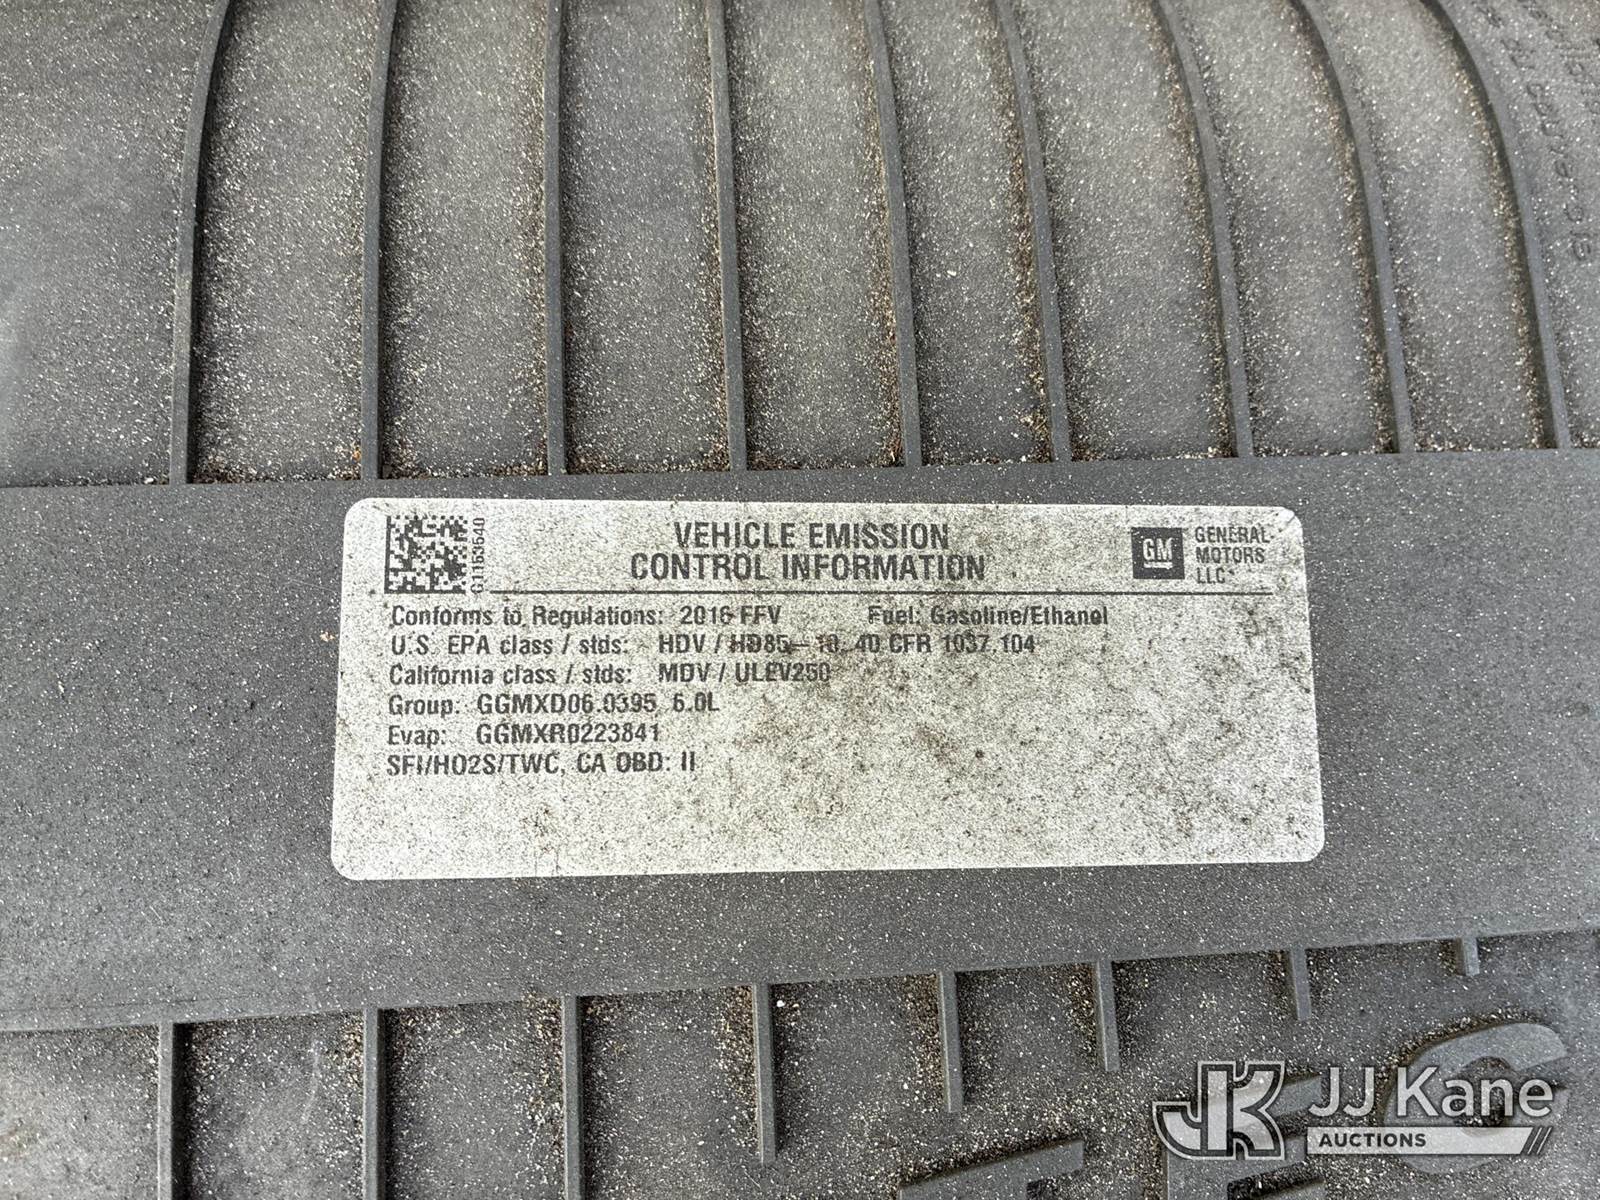 G1153540
VEHICLE EMISSION
CONTROL INFORMATION
GM
GENERAL
MOTORS
LLC
Conforms to Regulations: 2016 FFV Fuel: Gasoline/Ethanol
U.S. EPA class / stds: HDV / HD85–10, 40 CFR 1037.104
California class / stds: MDV / ULEV250
Group: GGMXD06.0395 6.0L
Evap: GGMXR0223841
SFI/HO2S/TWC, CA OBD: II
JK
JJ Kane
AUCTIONS